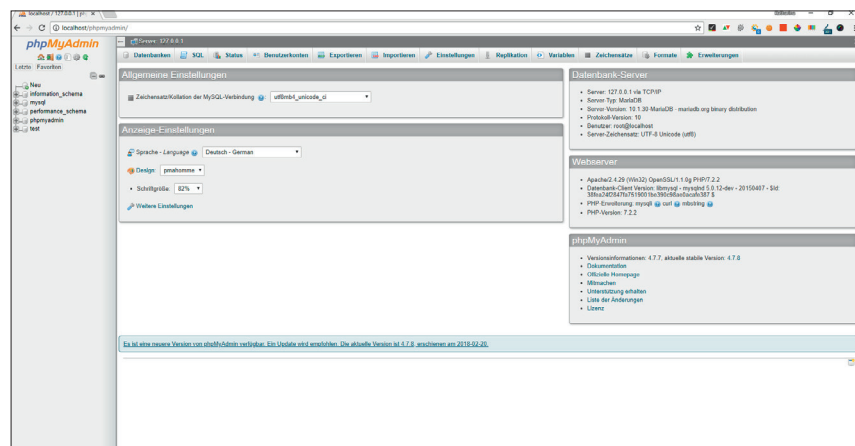 localhost / 127.0.0.1 | ph
localhost/phpmyadmin/
phpMyAdmin
Letzte Favoriten
Neu
information_schema
mysql
performance_schema
phpmyadmin
test
Server: 127.0.0.1
Datenbanken SQL Status Benutzerkonten Exportieren Importieren Einstellungen Replikation Variablen Zeichensätze Formate Erweiterungen
Allgemeine Einstellungen
Zeichensatz/Kollation der MySQL-Verbindung: utf8mb4_unicode_ci
Anzeige-Einstellungen
Sprache - Language Deutsch - German
Design: pmahomme
Schriftgröße: 82%
Weitere Einstellungen
Datenbank-Server
Server: 127.0.0.1 via TCP/IP
Server-Typ: MariaDB
Server-Version: 10.1.30-MariaDB - mariadb.org binary distribution
Protokoll-Version: 10
Benutzer: root@localhost
Server-Zeichensatz: UTF-8 Unicode (utf8)
Webserver
Apache/2.4.29 (Win32) OpenSSL/1.1.0g PHP/7.2.2
Datenbank-Client Version: libmysql - mysqlnd 5.0.12-dev - 20150407 - $Id:
PHP-Erweiterung: mysqli curl mbstring
PHP-Version: 7.2.2
phpMyAdmin
Versionsinformationen: 4.7.7, aktuelle stabile Version: 4.7.8
Dokumentation
Offizielle Homepage
Mitmachen
Unterstützung erhalten
Liste der Änderungen
Lizenz
Es ist eine neuere Version von phpMyAdmin verfügbar. Ein Update wird empfohlen. Die aktuelle Version ist 4.7.8, erschienen am 2018-02-20.